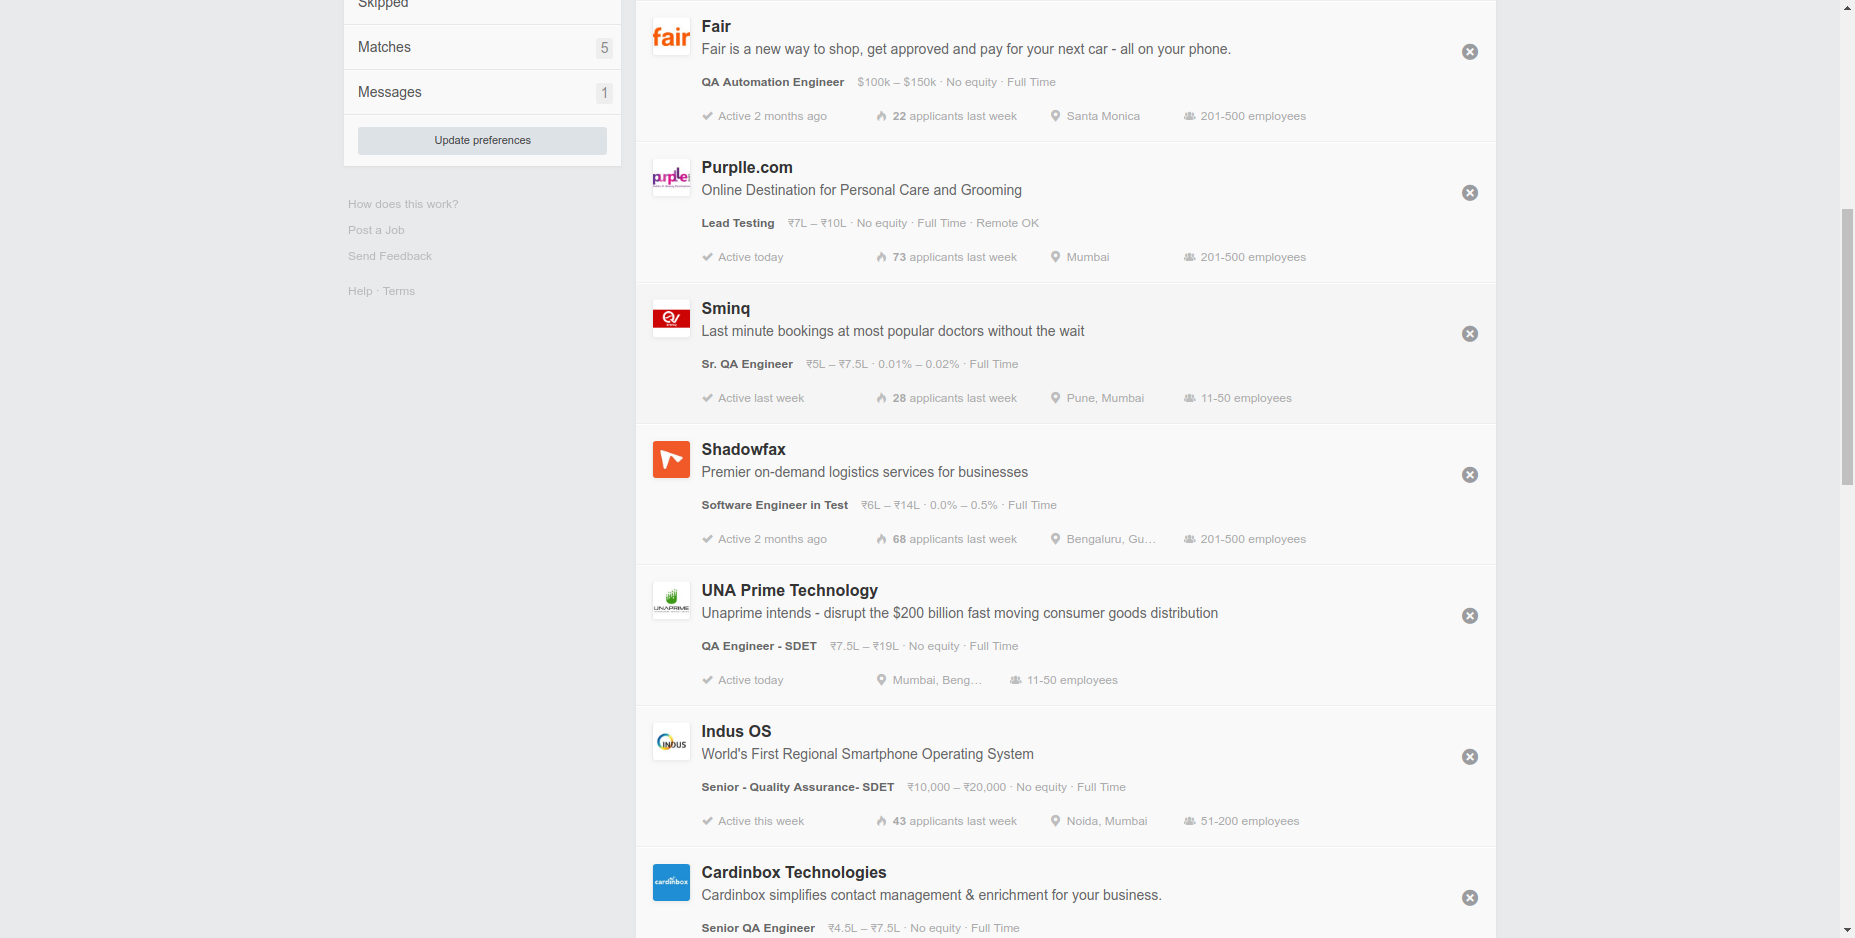 Skipped
Matches 5
Messages 1
Update preferences
How does this work?
Post a Job
Send Feedback
Help · Terms
fair
Fair
Fair is a new way to shop, get approved and pay for your next car - all on your phone.
QA Automation Engineer $100k – $150k · No equity · Full Time
Active 2 months ago 22 applicants last week Santa Monica 201-500 employees
purplle
Purplle.com
Online Destination for Personal Care and Grooming
Lead Testing ₹7L – ₹10L · No equity · Full Time · Remote OK
Active today 73 applicants last week Mumbai 201-500 employees
Sminq
Last minute bookings at most popular doctors without the wait
Sr. QA Engineer ₹5L – ₹7.5L · 0.01% – 0.02% · Full Time
Active last week 28 applicants last week Pune, Mumbai 11-50 employees
Shadowfax
Premier on-demand logistics services for businesses
Software Engineer in Test ₹6L – ₹14L · 0.0% – 0.5% · Full Time
Active 2 months ago 68 applicants last week Bengaluru, Gu… 201-500 employees
UNAPRIME
UNA Prime Technology
Unaprime intends - disrupt the $200 billion fast moving consumer goods distribution
QA Engineer - SDET ₹7.5L – ₹19L · No equity · Full Time
Active today Mumbai, Beng… 11-50 employees
INDUS
Indus OS
World's First Regional Smartphone Operating System
Senior - Quality Assurance- SDET ₹10,000 – ₹20,000 · No equity · Full Time
Active this week 43 applicants last week Noida, Mumbai 51-200 employees
cardinbox
Cardinbox Technologies
Cardinbox simplifies contact management & enrichment for your business.
Senior QA Engineer ₹4.5L – ₹7.5L · No equity · Full Time